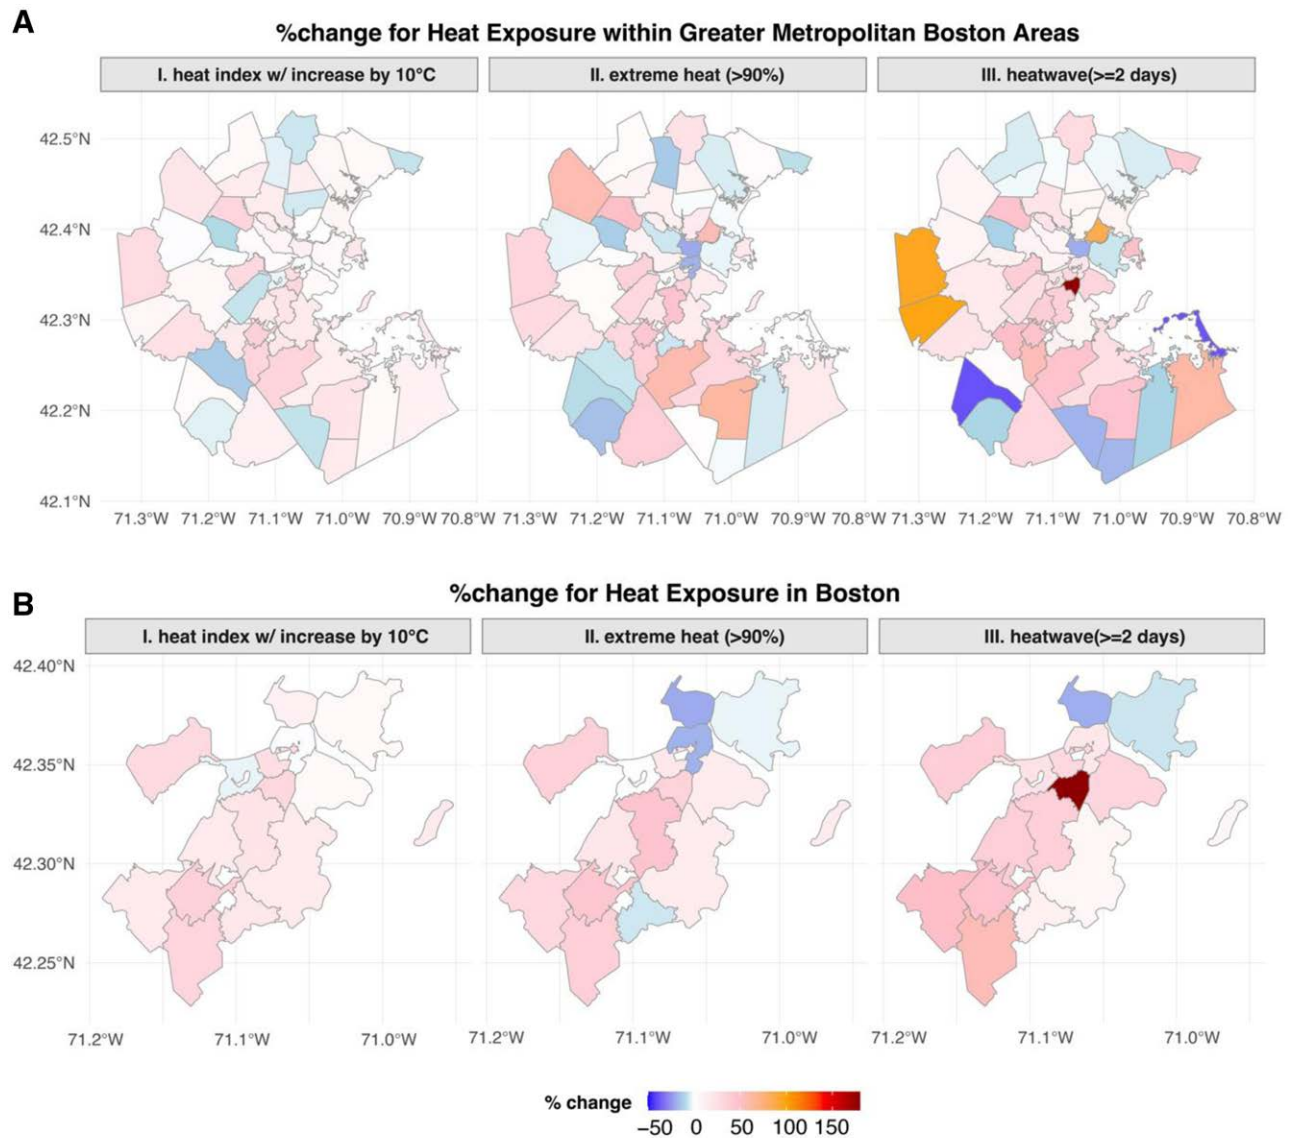 A
%change for Heat Exposure within Greater Metropolitan Boston Areas
I. heat index w/ increase by 10°C II. extreme heat (>90%) III. heatwave(>=2 days)
42.5°N
42.4°N
42.3°N
42.2°N
42.1°N
71.3°W 71.2°W 71.1°W 71.0°W 70.9°W 70.8°W 71.3°W 71.2°W 71.1°W 71.0°W 70.9°W 70.8°W 71.3°W 71.2°W 71.1°W 71.0°W 70.9°W 70.8°W
B
%change for Heat Exposure in Boston
I. heat index w/ increase by 10°C II. extreme heat (>90%) III. heatwave(>=2 days)
42.40°N
42.35°N
42.30°N
42.25°N
71.2°W 71.1°W 71.0°W 71.2°W 71.1°W 71.0°W 71.2°W 71.1°W 71.0°W
% change
−50 0 50 100 150